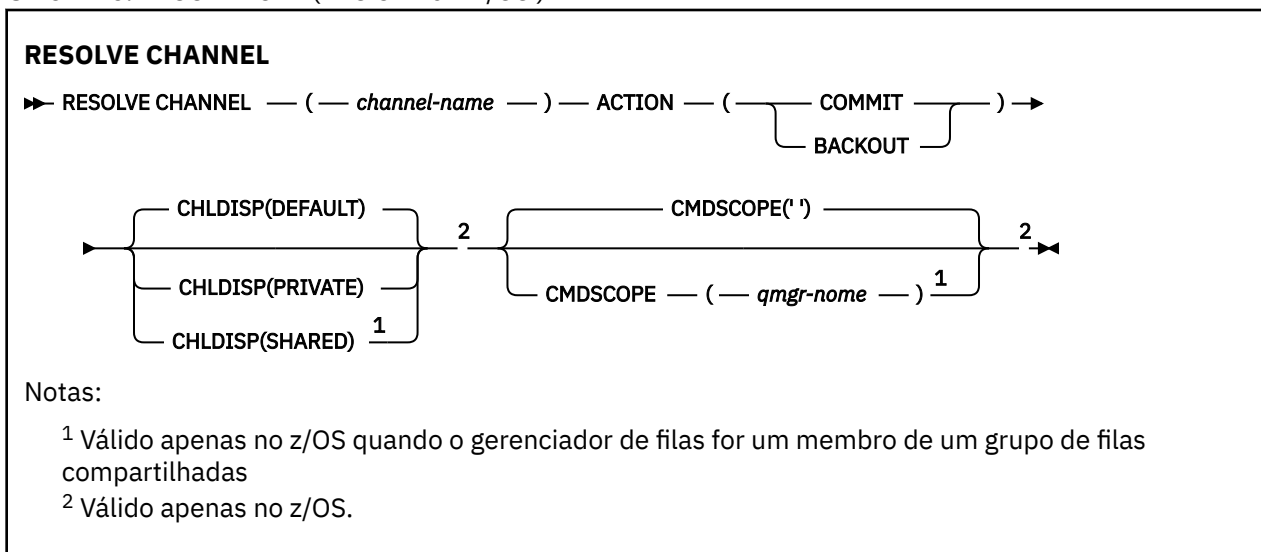 RESOLVE CHANNEL
RESOLVE CHANNEL ( channel-name ) ACTION ( COMMIT )
BACKOUT
CHLDISP(DEFAULT) CMDSCOPE(' ')
2 2
CHLDISP(PRIVATE) CMDSCOPE ( qmgr-nome ) 1
CHLDISP(SHARED) 1
Notas:
1 Válido apenas no z/OS quando o gerenciador de filas for um membro de um grupo de filas
compartilhadas
2 Válido apenas no z/OS.